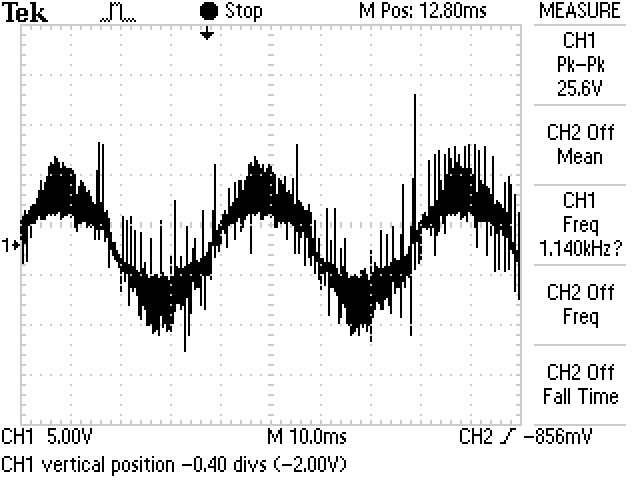 Tek
Stop
M Pos: 12.80ms
MEASURE
CH1
Pk-Pk
25.6V
CH2 Off
Mean
CH1
Freq
1.140kHz?
CH2 Off
Freq
CH2 Off
Fall Time
1
CH1 5.00V
M 10.0ms
CH2 -856mV
CH1 vertical position -0.40 divs (-2.00V)